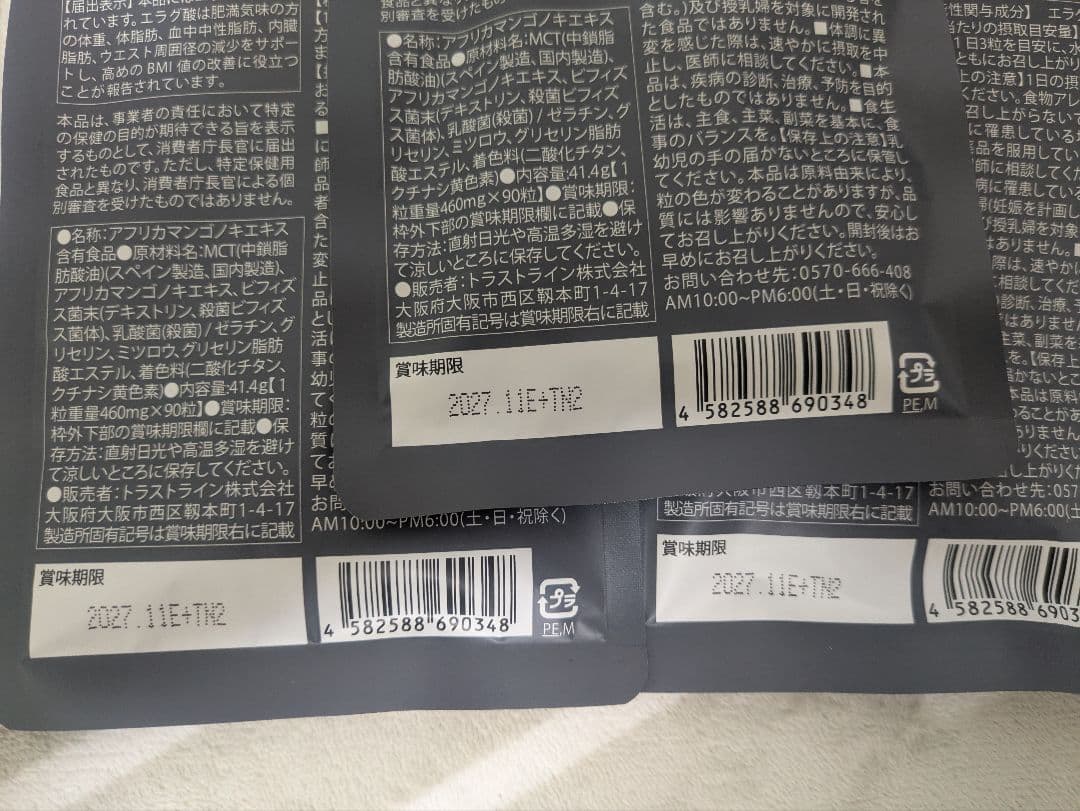 【届出表示】本品には
れています。エラグ酸は肥満気味の方
の体重、体脂肪、血中中性脂肪、内臓
脂肪、ウエスト周囲径の減少をサポー
トし、高めのBMI値の改善に役立つ
ことが報告されています。
本品は、事業者の責任において特定
の保健の目的が期待できる旨を表示
するものとして、消費者庁長官に届出
されたものです。ただし、特定保健用
食品と異なり、消費者庁長官による個
別審査を受けたものではありません。
●名称:アフリカマンゴノキエキス
含有食品●原材料名:MCT(中鎖脂
肪酸油)(スペイン製造、国内製造)、
アフリカマンゴノキエキス、ビフィズ
ス菌末(デキストリン、殺菌ビフィズ
ス菌体)、乳酸菌(殺菌)/ゼラチン、グ
リセリン、ミツロウ、グリセリン脂肪
酸エステル、着色料(二酸化チタン、
クチナシ黄色素)●内容量:41.4g【1
粒重量460mg×90粒】●賞味期限:
枠外下部の賞味期限欄に記載●保
存方法:直射日光や高温多湿を避け
て涼しいところに保存してください。
●販売者:トラストライン株式会社
大阪府大阪市西区靱本町1-4-17
製造所固有記号は賞味期限右に記載
AM10:00~PM6:00(土・日・祝除く)
賞味期限
2027.11E+TN2
4 582588 690348
プラ
PE,M
別審査を受けたもの
●名称:アフリカマンゴノキエキス
含有食品●原材料名:MCT(中鎖脂
肪酸油)(スペイン製造、国内製造)、
アフリカマンゴノキエキス、ビフィズ
ス菌末(デキストリン、殺菌ビフィズ
ス菌体)、乳酸菌(殺菌)/ゼラチン、グ
リセリン、ミツロウ、グリセリン脂肪
酸エステル、着色料(二酸化チタン、
クチナシ黄色素)●内容量:41.4g【1
粒重量460mg×90粒】●賞味期限:
枠外下部の賞味期限欄に記載●保
存方法:直射日光や高温多湿を避け
て涼しいところに保存してください。
●販売者:トラストライン株式会社
大阪府大阪市西区靱本町1-4-17
製造所固有記号は賞味期限右に記載
含む。)及び授乳婦を対象に開発され
た食品ではありません。■体調に異
変を感じた際は、速やかに摂取を中
止し、医師に相談してください。■本
品は、疾病の診断、治療、予防を目的
としたものではありません。■食生
活は、主食、主菜、副菜を基本に、食
事のバランスを。【保存上の注意】乳
幼児の手の届かないところに保管し
てください。本品は原料由来により、
粒の色が変わることがありますが、品
質には影響ありませんので、安心し
てお召し上がりください。開封後はお
早めにお召し上がりください。
お問い合わせ先:0570-666-408
AM10:00~PM6:00(土・日・祝除く)
賞味期限
2027.11E+TN2
4 582588 690348
プラ
PE,M
大阪府大阪市西区靱本町1-4-17
製造所固有記号は賞味期限右に記載
お問い合わせ先:057
AM10:00~PM6:00(土
賞味期限
2027.11E+TN2
4 582588 6903